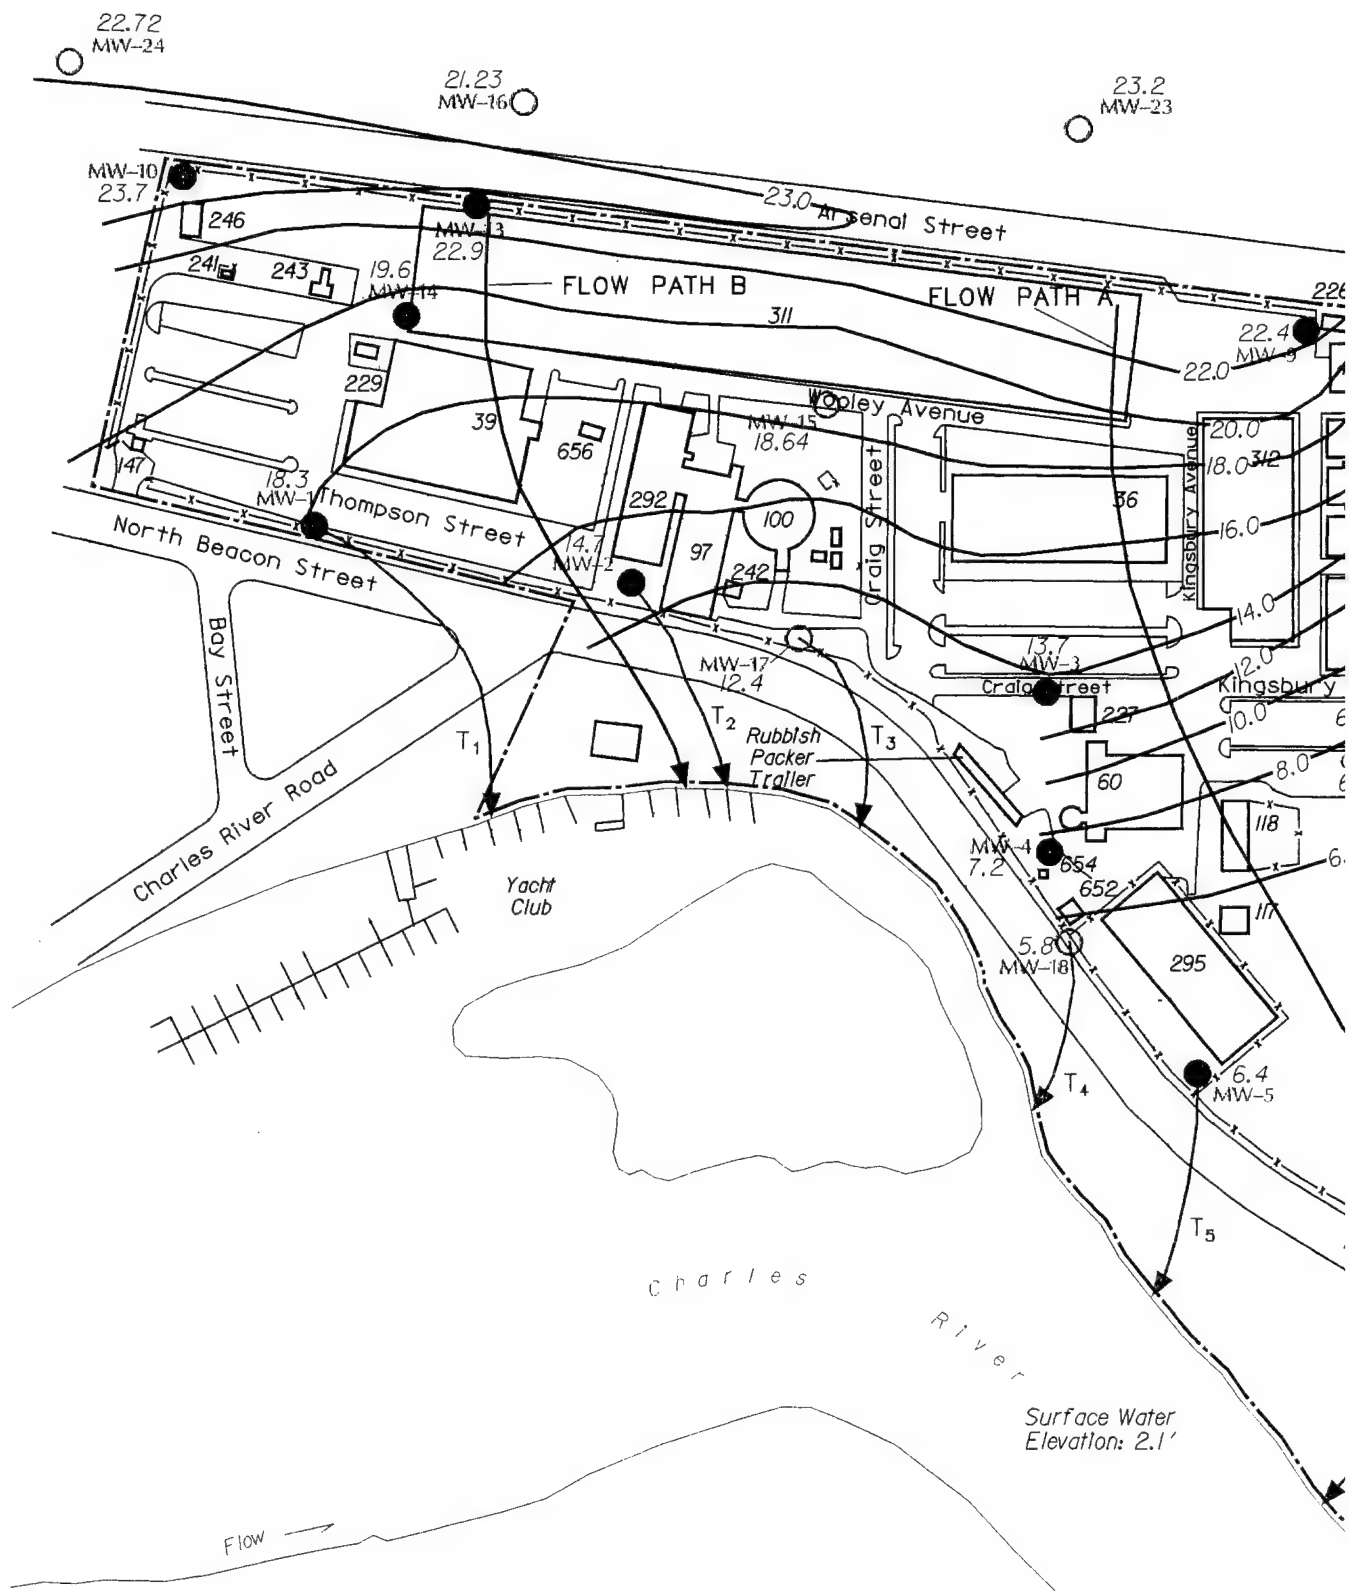 22.72
MW-24
21.23
MW-16
23.2
MW-23
MW-10
23.7
23.0
Arsenal Street
246
MW-13
22.9
241
243
19.6
MW-14
FLOW PATH B
FLOW PATH A
226
311
22.4
MW-9
22.0
229
Wooley Avenue
MW-15
18.64
39
656
20.0
18.0
312
147
18.3
MW-1
Thompson Street
292
100
36
16.0
Craig Street
Kingsbury Avenue
North Beacon Street
14.7
MW-2
97
242
14.0
Bay Street
13.7
MW-3
MW-17
12.4
12.0
Craig Street
Kingsbury
227
10.0
T1
T2
T3
Rubbish
Packer
Trailer
60
8.0
118
Charles River Road
MW-4
7.2
654
652
6.
117
Yacht
Club
5.8
MW-18
295
6.4
MW-5
T4
T5
Charles
River
Surface Water
Elevation: 2.1'
Flow